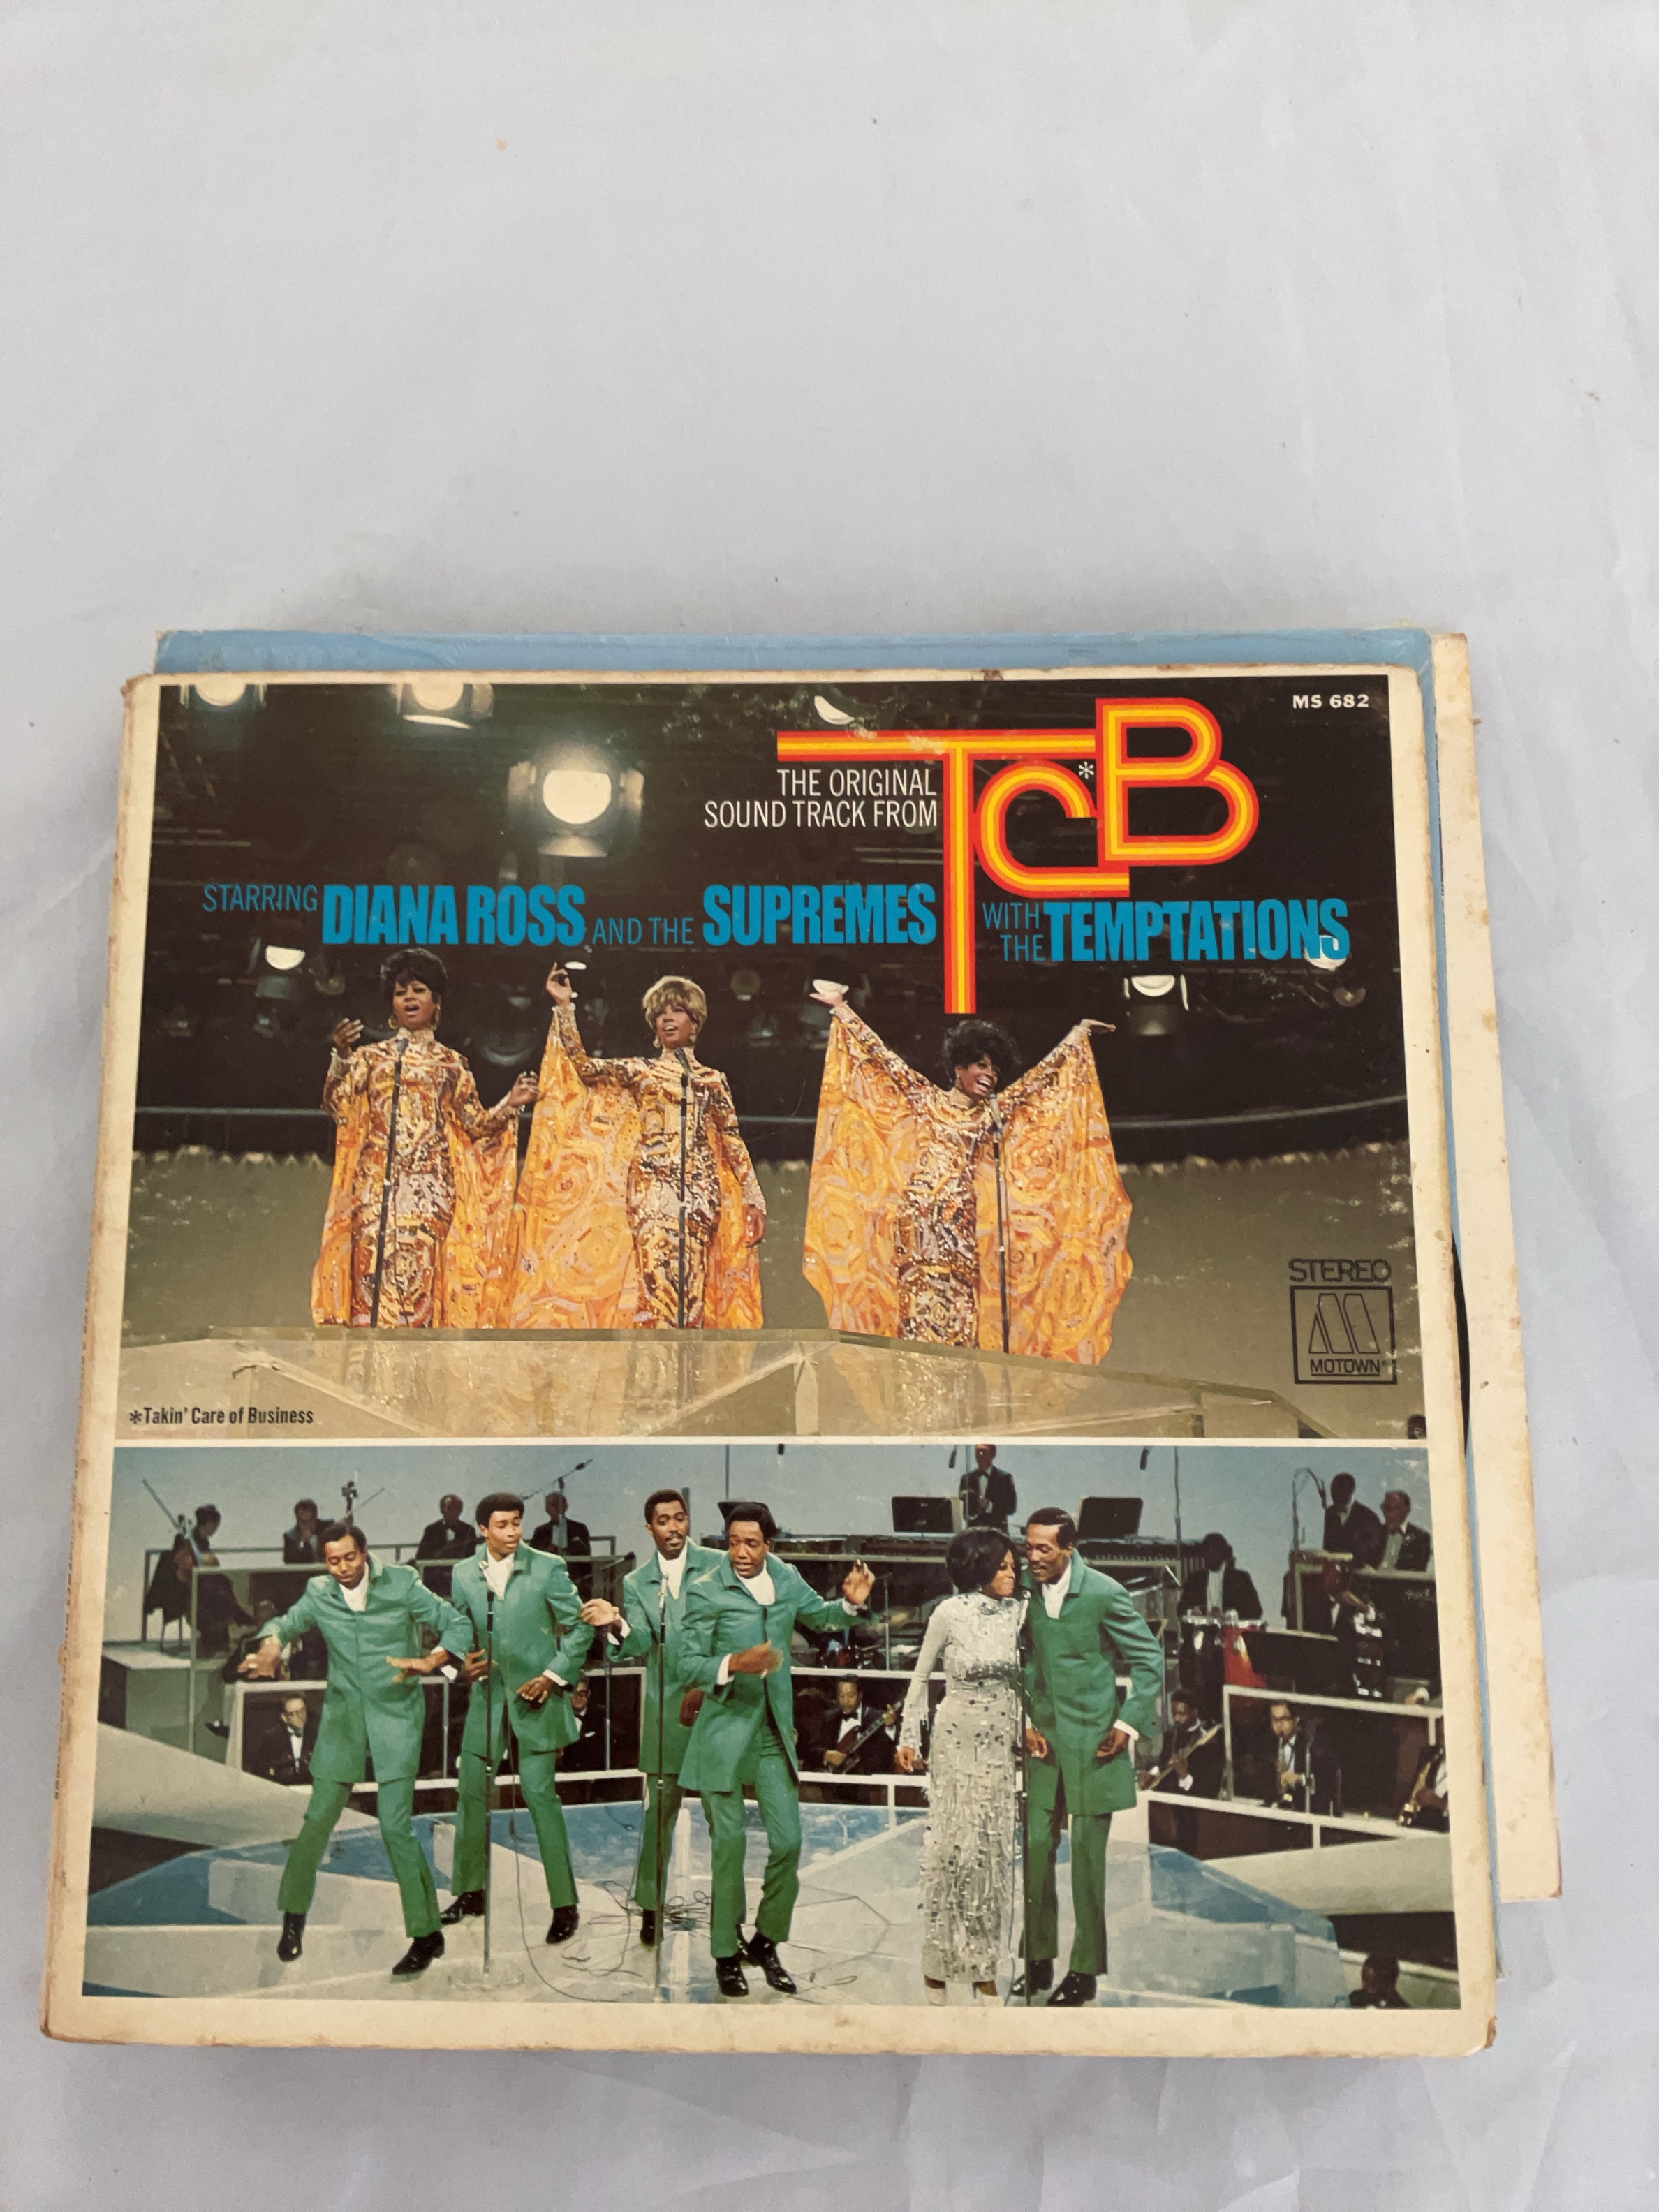 MS 682
TCB*
THE ORIGINAL
SOUND TRACK FROM
STARRING DIANA ROSS AND THE SUPREMES WITH THE TEMPTATIONS
STEREO
M
MOTOWN®
*Takin' Care of Business